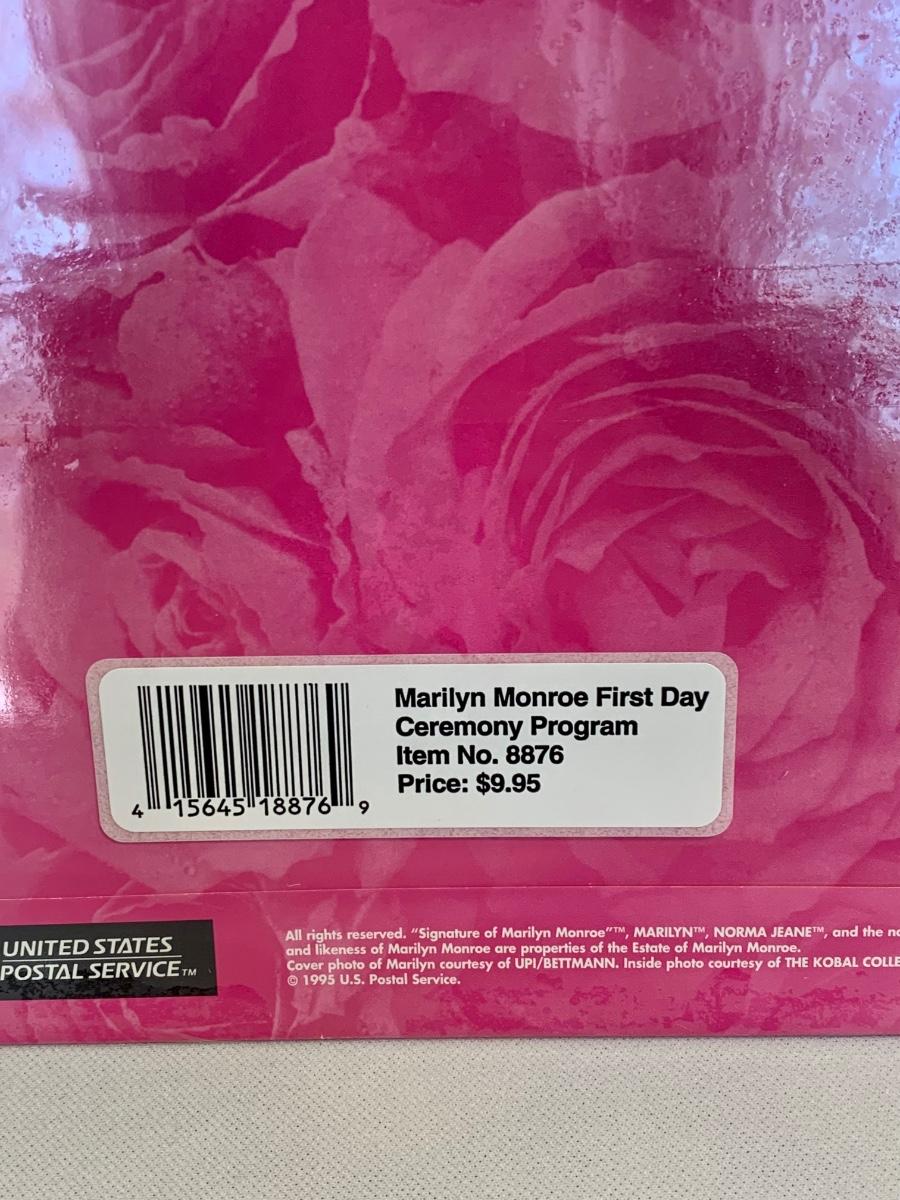 Marilyn Monroe First Day
Ceremony Program
Item No. 8876
Price: $9.95
4 15645 18876 9
UNITED STATES
POSTAL SERVICE™
All rights reserved. “Signature of Marilyn Monroe”™, MARILYN™, NORMA JEANE™, and the
and likeness of Marilyn Monroe are properties of the Estate of Marilyn Monroe.
Cover photo of Marilyn courtesy of UPI/BETTMANN. Inside photo courtesy of THE KOBAL
© 1995 U.S. Postal Service.